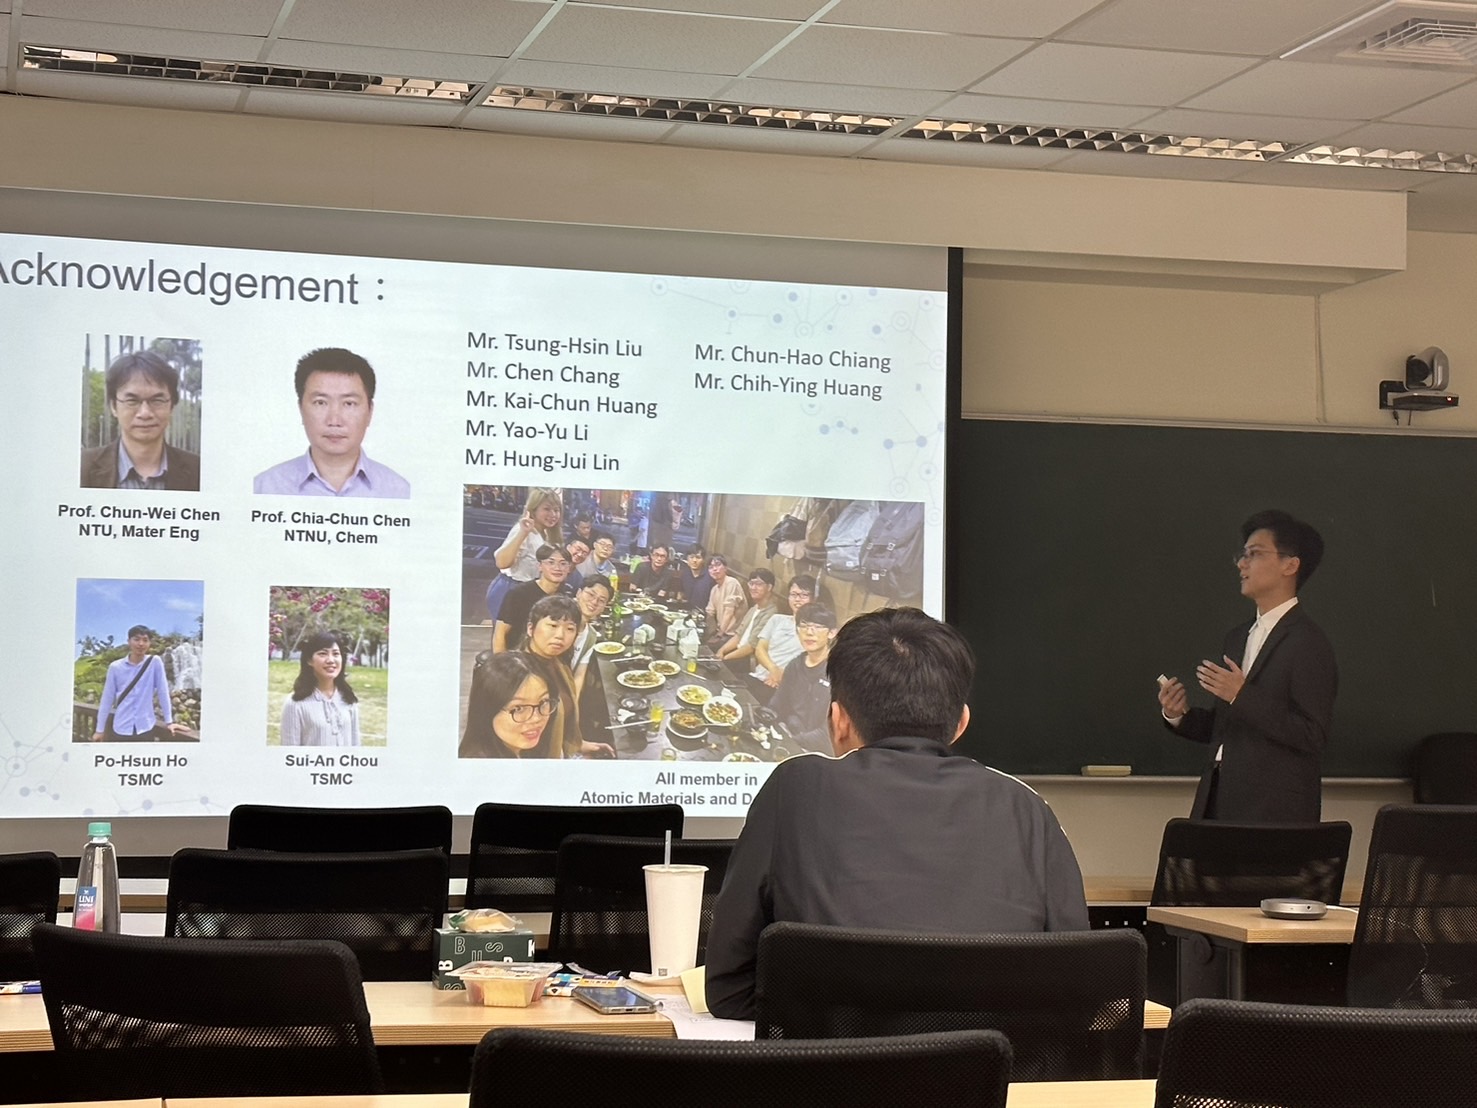 Acknowledgement：
Mr. Tsung-Hsin Liu
Mr. Chen Chang
Mr. Kai-Chun Huang
Mr. Yao-Yu Li
Mr. Hung-Jui Lin
Mr. Chun-Hao Chiang
Mr. Chih-Ying Huang
Prof. Chun-Wei Chen
NTU, Mater Eng
Prof. Chia-Chun Chen
NTNU, Chem
Po-Hsun Ho
TSMC
Sui-An Chou
TSMC
All member in
Atomic Materials and
UNI